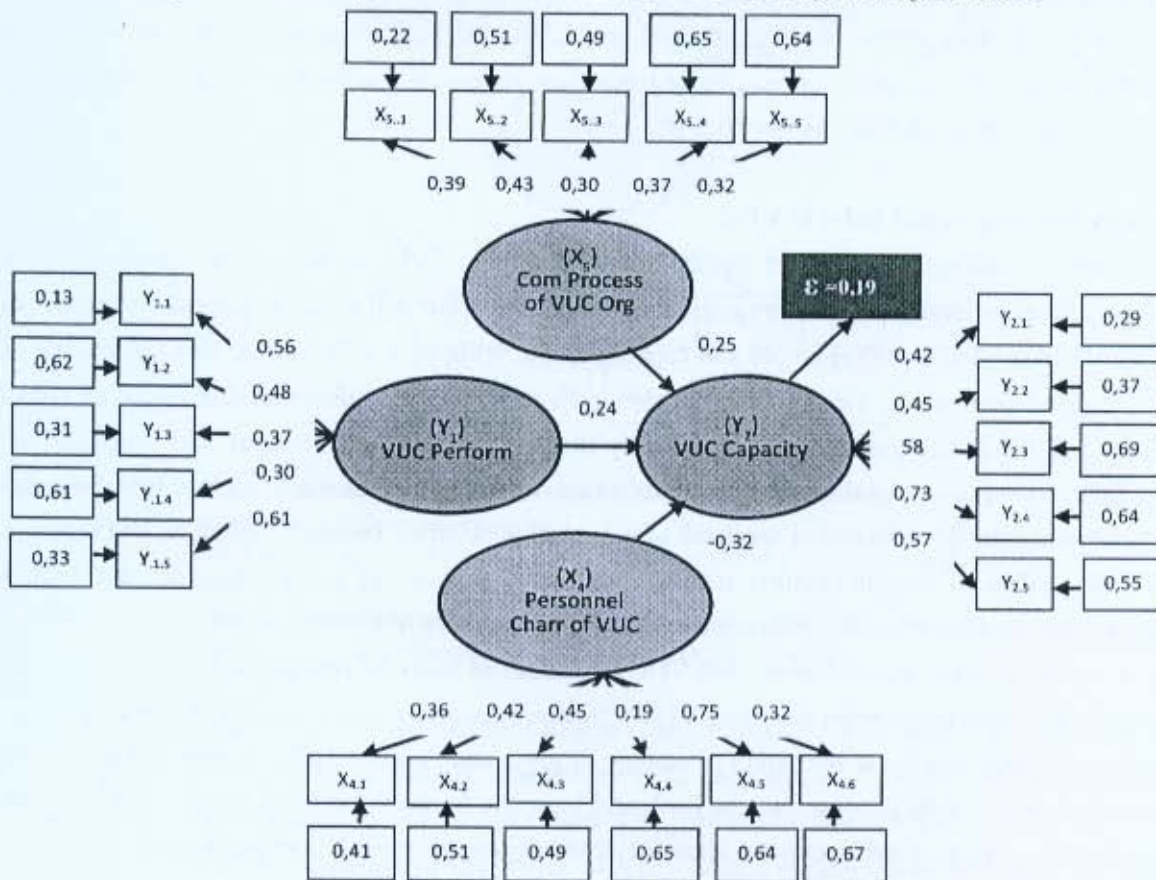 0,22 0,51 0,49 0,65 0,64
X5..1 X5..2 X5..3 X5..4 X5..5
0,39 0,43 0,30 0,37 0,32
(X5)
Com Process
of VUC Org
ε =0,19
0,25
0,13 Y.1.1
0,62 Y.1.2
0,31 Y.1.3
0,61 Y.1.4
0,33 Y.1.5
0,56
0,48
0,37
0,30
0,61
(Y1)
VUC Perform
0,24
VUC Capacity
0,42
0,45
58
0,73
0,57
Y2.1. 0,29
Y2.2 0,37
Y2.3 0,69
Y2.4 0,64
Y2.5 0,55
-0,32
(X4)
Personnel
Charr of VUC
0,36 0,42 0,45 0,19 0,75 0,32
X4.1 X4.2 X4.3 X4.4 X4.5 X4.6
0,41 0,51 0,49 0,65 0,64 0,67